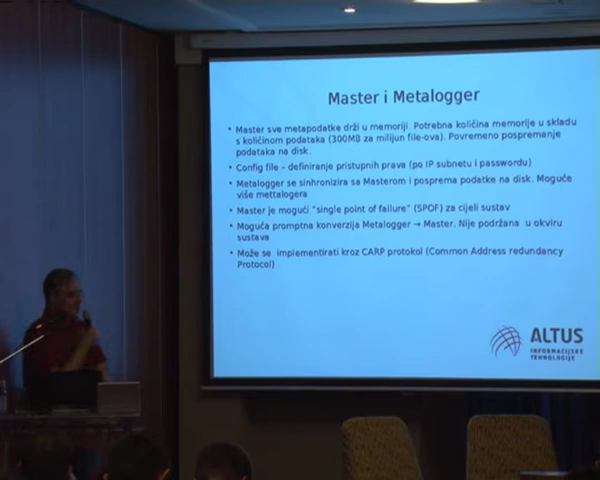 Master i Metalogger
• Master sve metapodatke drži u memoriji. Potrebna količina memorije u skladu
s količinom podataka (300MB za milijun file-ova). Povremeno pospremanje
podataka na disk.
• Config file – definiranje pristupnih prava (po IP subnetu i passwordu)
• Metalogger se sinhronizira sa Masterom i posprema podatke na disk. Moguće
više mettalogera
• Master je mogući "single point of failure" (SPOF) za cijeli sustav
• Moguća promptna konverzija Metalogger → Master. Nije podržana u okviru
sustava
• Može se implementirati kroz CARP protokol (Common Address redundancy
Protocol)
ALTUS
INFORMACIJSKE
TEHNOLOGIJE